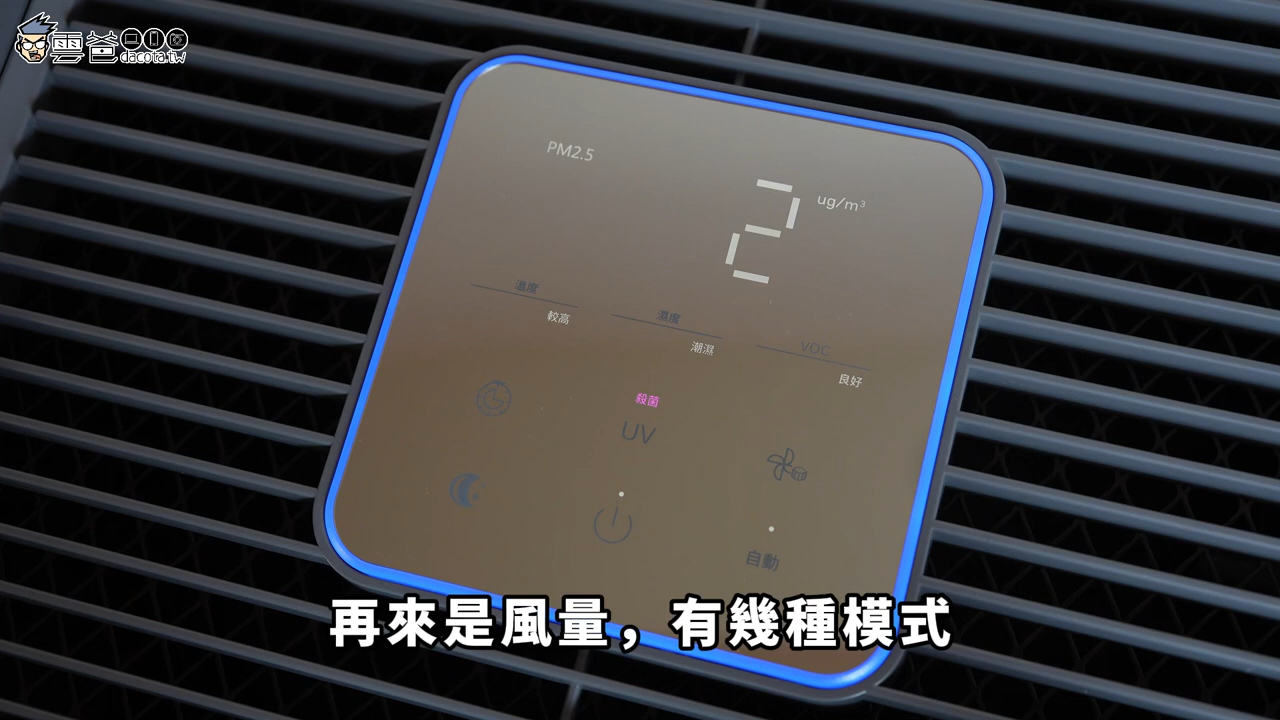 雲爸
dacota.tw
PM2.5
2 ug/m³
溫度
較高
濕度
潮濕
VOC
良好
殺菌
UV
自動
再來是風量，有幾種模式